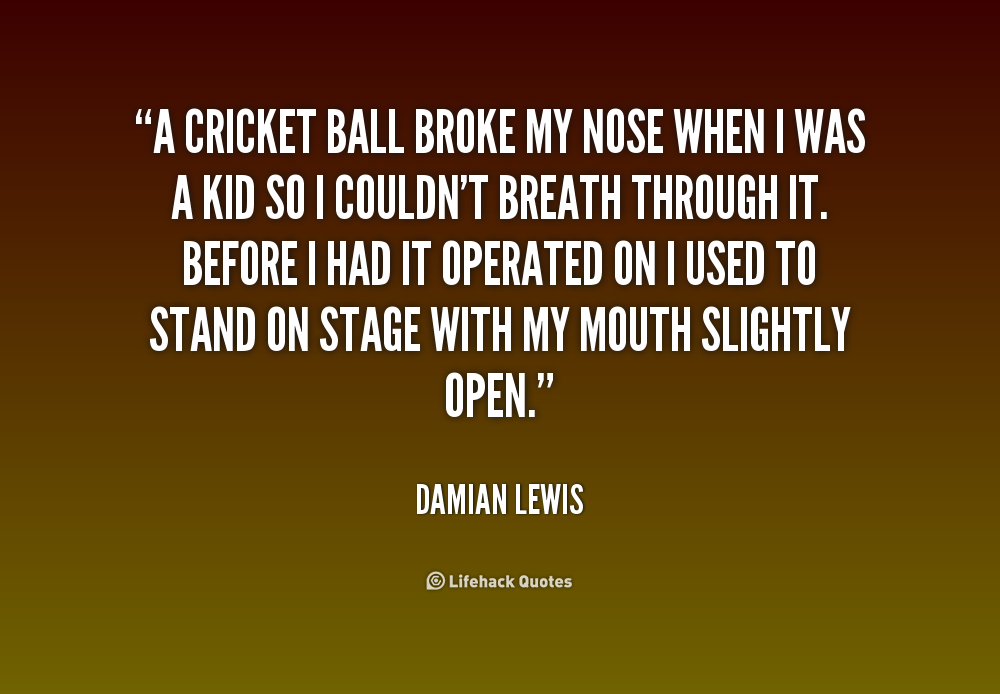 “A CRICKET BALL BROKE MY NOSE WHEN I WAS
A KID SO I COULDN’T BREATH THROUGH IT.
BEFORE I HAD IT OPERATED ON I USED TO
STAND ON STAGE WITH MY MOUTH SLIGHTLY
OPEN.”
DAMIAN LEWIS
Lifehack Quotes